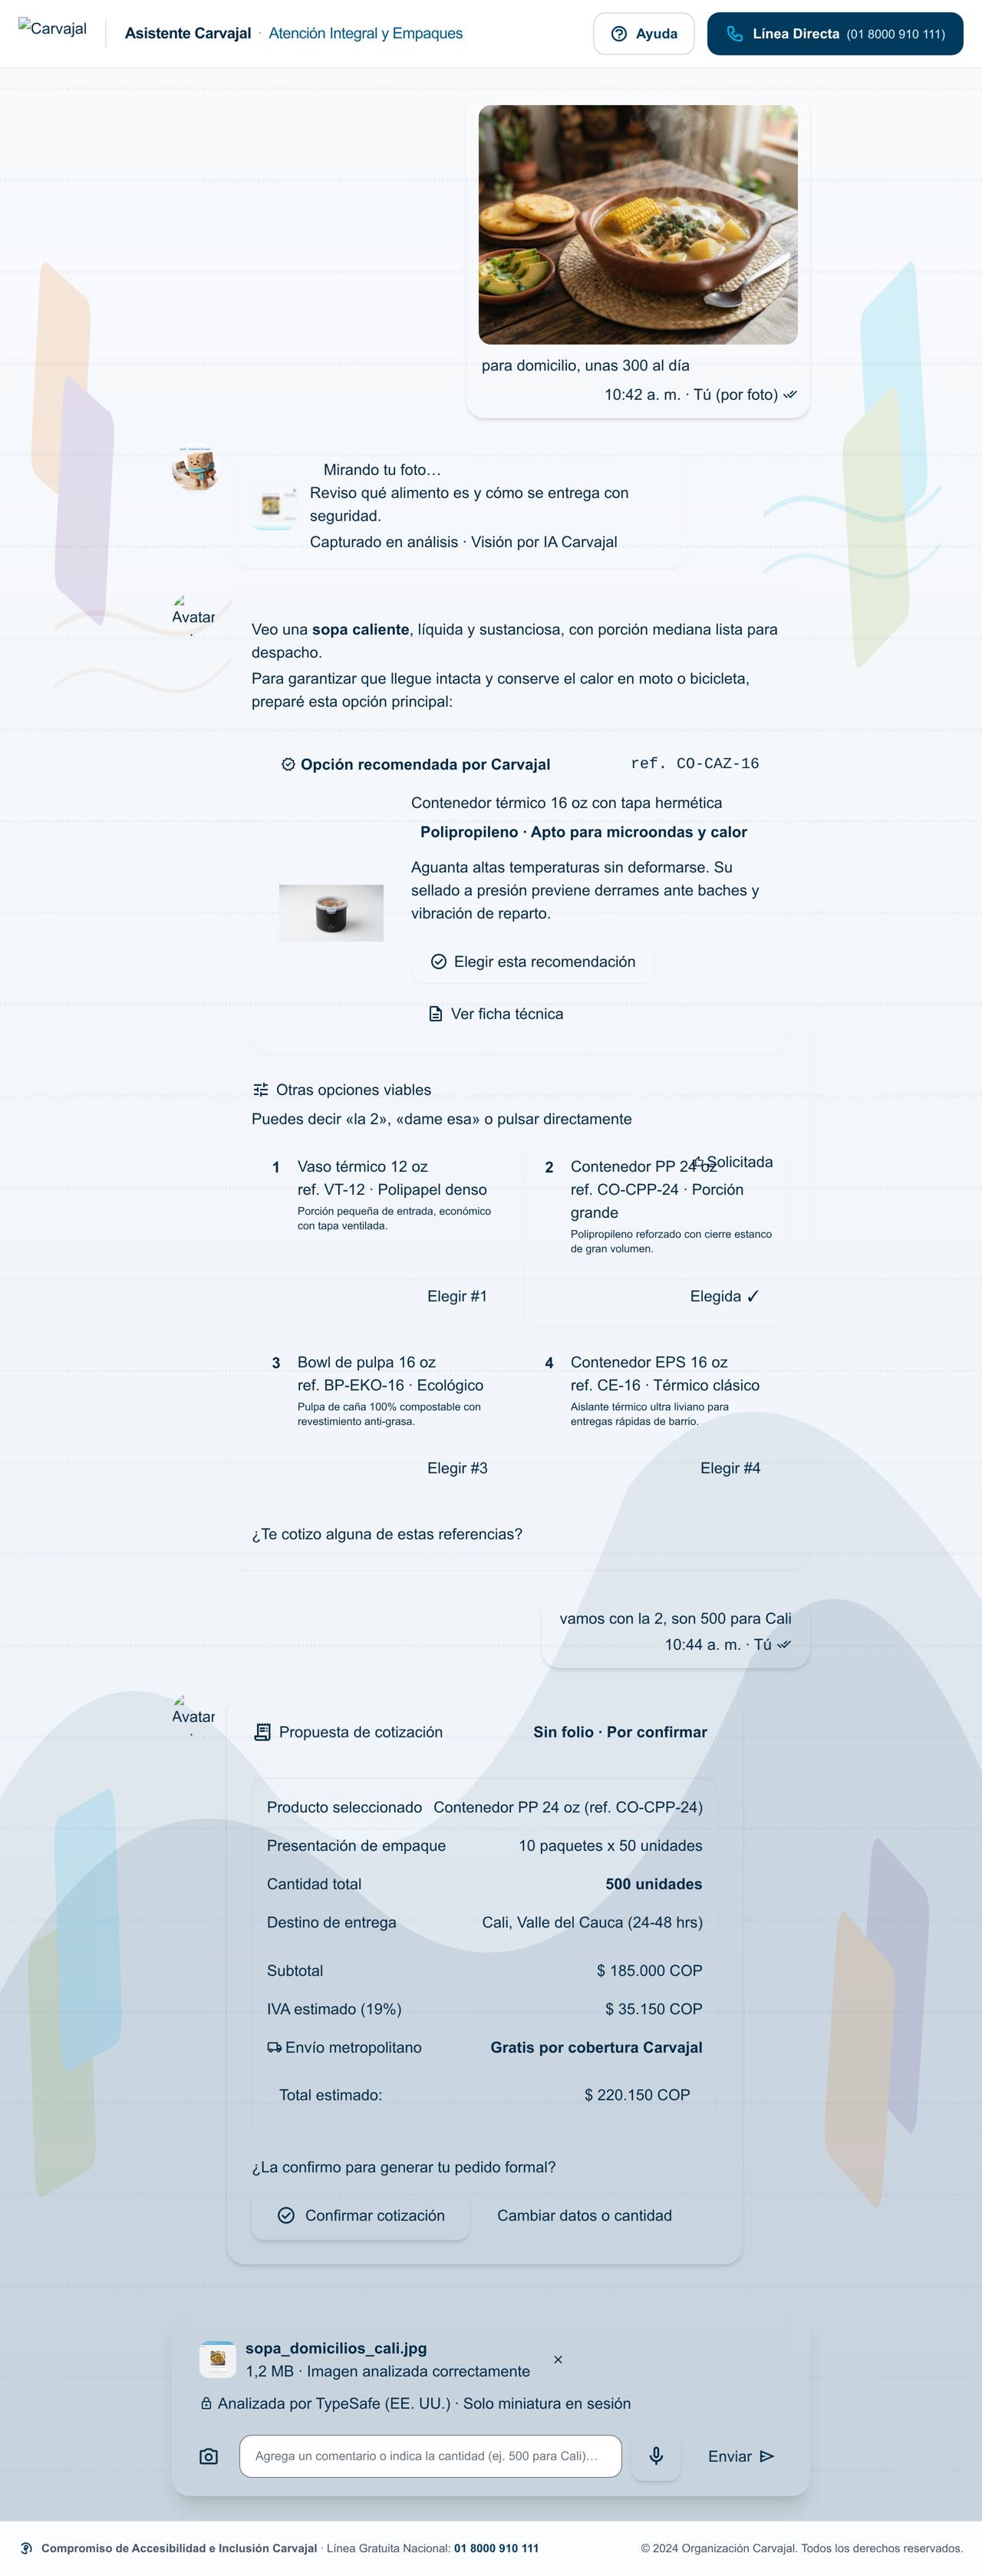 Carvajal
Asistente Carvajal · Atención Integral y Empaques
Ayuda
Línea Directa (01 8000 910 111)
para domicilio, unas 300 al día
10:42 a. m. · Tú (por foto)
Mirando tu foto…
Reviso qué alimento es y cómo se entrega con
seguridad.
Capturado en análisis · Visión por IA Carvajal
Avatar
Veo una sopa caliente, líquida y sustanciosa, con porción mediana lista para
despacho.
Para garantizar que llegue intacta y conserve el calor en moto o bicicleta,
preparé esta opción principal:
Opción recomendada por Carvajal
ref. CO-CAZ-16
Contenedor térmico 16 oz con tapa hermética
Polipropileno · Apto para microondas y calor
Aguanta altas temperaturas sin deformarse. Su
sellado a presión previene derrames ante baches y
vibración de reparto.
Elegir esta recomendación
Ver ficha técnica
Otras opciones viables
Puedes decir «la 2», «dame esa» o pulsar directamente
1 Vaso térmico 12 oz
ref. VT-12 · Polipapel denso
Porción pequeña de entrada, económico
con tapa ventilada.
Elegir #1
Solicitada
2 Contenedor PP 24 oz
ref. CO-CPP-24 · Porción
grande
Polipropileno reforzado con cierre estanco
de gran volumen.
Elegida ✓
3 Bowl de pulpa 16 oz
ref. BP-EKO-16 · Ecológico
Pulpa de caña 100% compostable con
revestimiento anti-grasa.
Elegir #3
4 Contenedor EPS 16 oz
ref. CE-16 · Térmico clásico
Aislante térmico ultra liviano para
entregas rápidas de barrio.
Elegir #4
¿Te cotizo alguna de estas referencias?
vamos con la 2, son 500 para Cali
10:44 a. m. · Tú
Avatar
Propuesta de cotización
Sin folio · Por confirmar
Producto seleccionado Contenedor PP 24 oz (ref. CO-CPP-24)
Presentación de empaque 10 paquetes x 50 unidades
Cantidad total 500 unidades
Destino de entrega Cali, Valle del Cauca (24-48 hrs)
Subtotal $ 185.000 COP
IVA estimado (19%) $ 35.150 COP
Envío metropolitano Gratis por cobertura Carvajal
Total estimado: $ 220.150 COP
¿La confirmo para generar tu pedido formal?
Confirmar cotización
Cambiar datos o cantidad
sopa_domicilios_cali.jpg
1,2 MB · Imagen analizada correctamente
×
Analizada por TypeSafe (EE. UU.) · Solo miniatura en sesión
Agrega un comentario o indica la cantidad (ej. 500 para Cali)…
Enviar
Compromiso de Accesibilidad e Inclusión Carvajal · Línea Gratuita Nacional: 01 8000 910 111
© 2024 Organización Carvajal. Todos los derechos reservados.